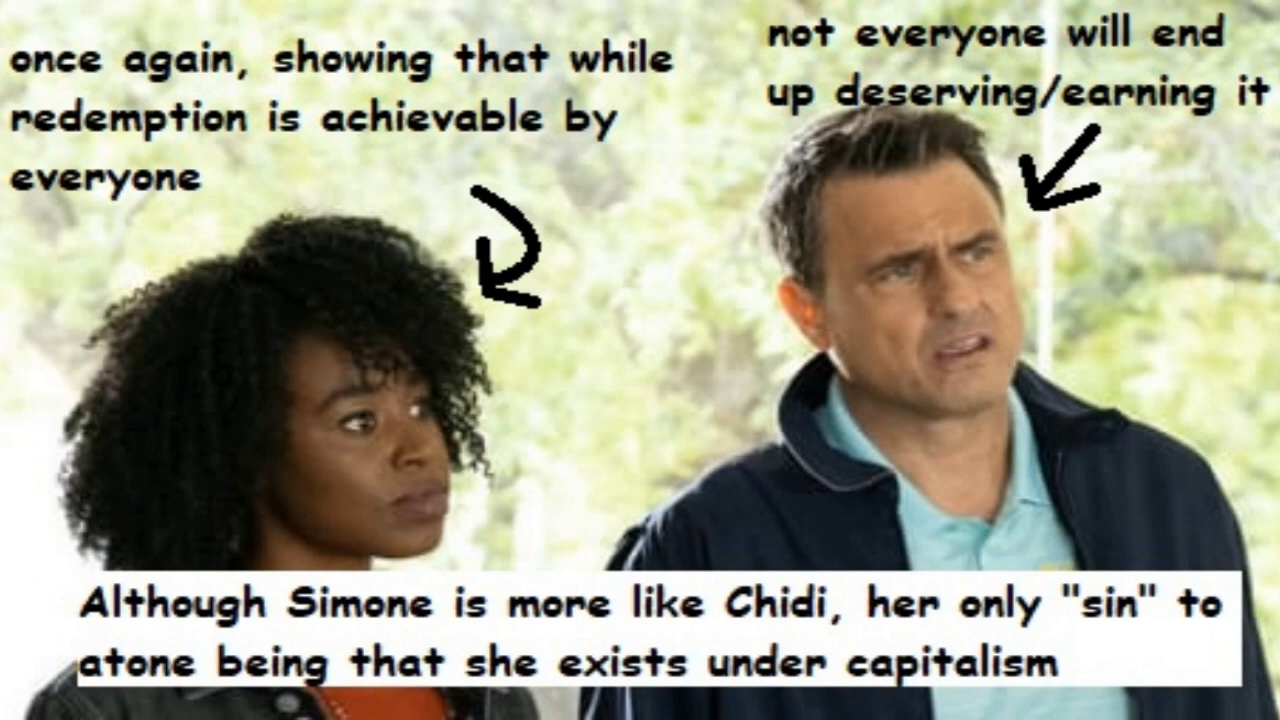 once again, showing that while
redemption is achievable by
everyone
not everyone will end
up deserving/earning it
Although Simone is more like Chidi, her only "sin" to
atone being that she exists under capitalism